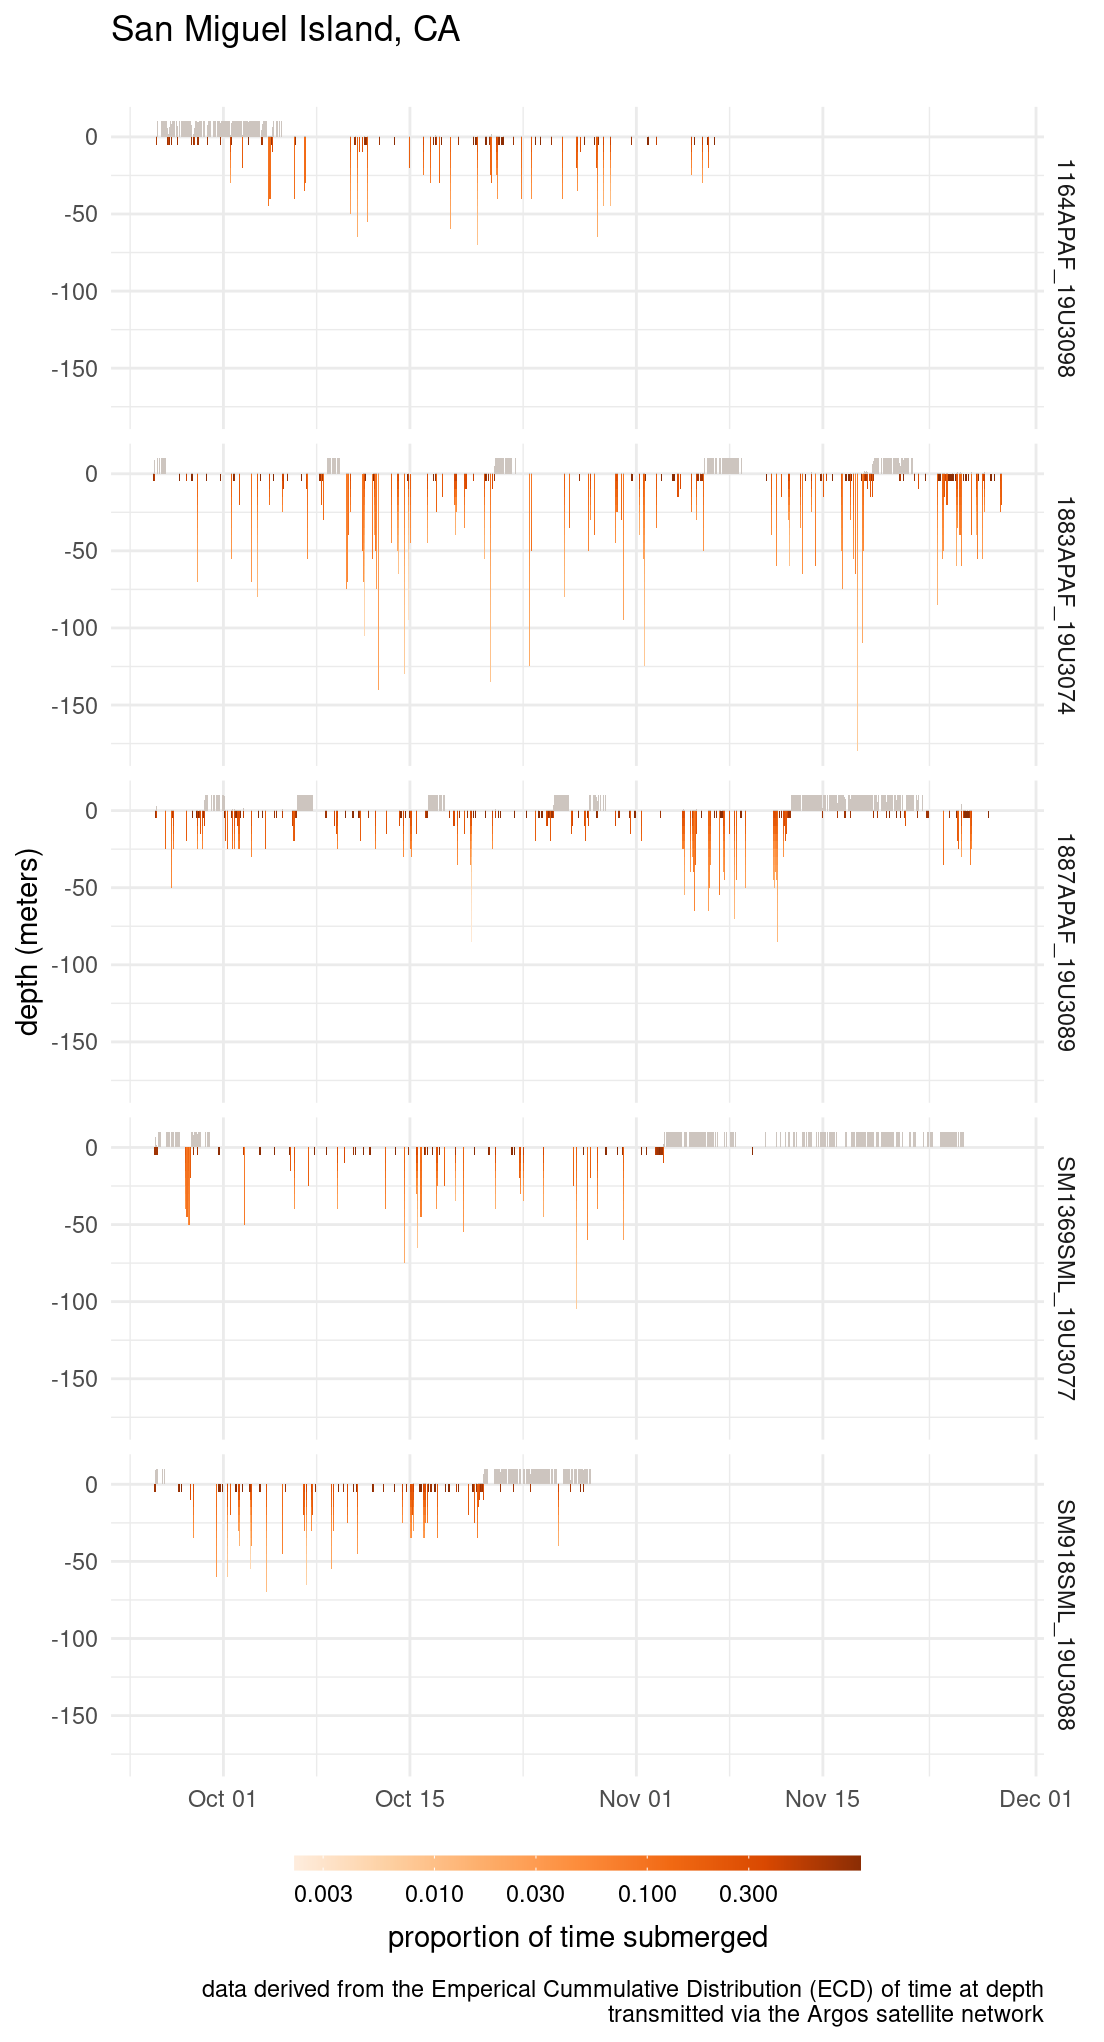 San Miguel Island, CA
0
-50
-100
-150
1164APAF_19U3098
0
-50
-100
-150
1883APAF_19U3074
0
-50
-100
-150
1887APAF_19U3089
depth (meters)
0
-50
-100
-150
SM1369SML_19U3077
0
-50
-100
-150
SM918SML_19U3088
Oct 01 Oct 15 Nov 01 Nov 15 Dec 01
0.003 0.010 0.030 0.100 0.300
proportion of time submerged
data derived from the Emperical Cummulative Distribution (ECD) of time at depth
transmitted via the Argos satellite network